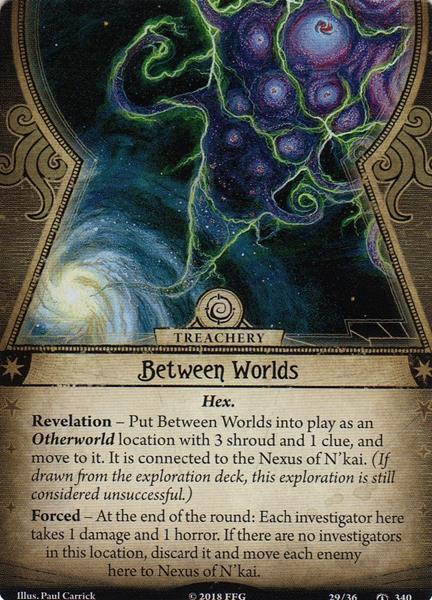 TREACHERY
Between Worlds
Hex.
Revelation – Put Between Worlds into play as an
Otherworld location with 3 shroud and 1 clue, and
move to it. It is connected to the Nexus of N'kai. (If
drawn from the exploration deck, this exploration is still
considered unsuccessful.)
Forced – At the end of the round: Each investigator here
takes 1 damage and 1 horror. If there are no investigators
in this location, discard it and move each enemy
here to Nexus of N'kai.
Illus. Paul Carrick © 2018 FFG 29/36 340